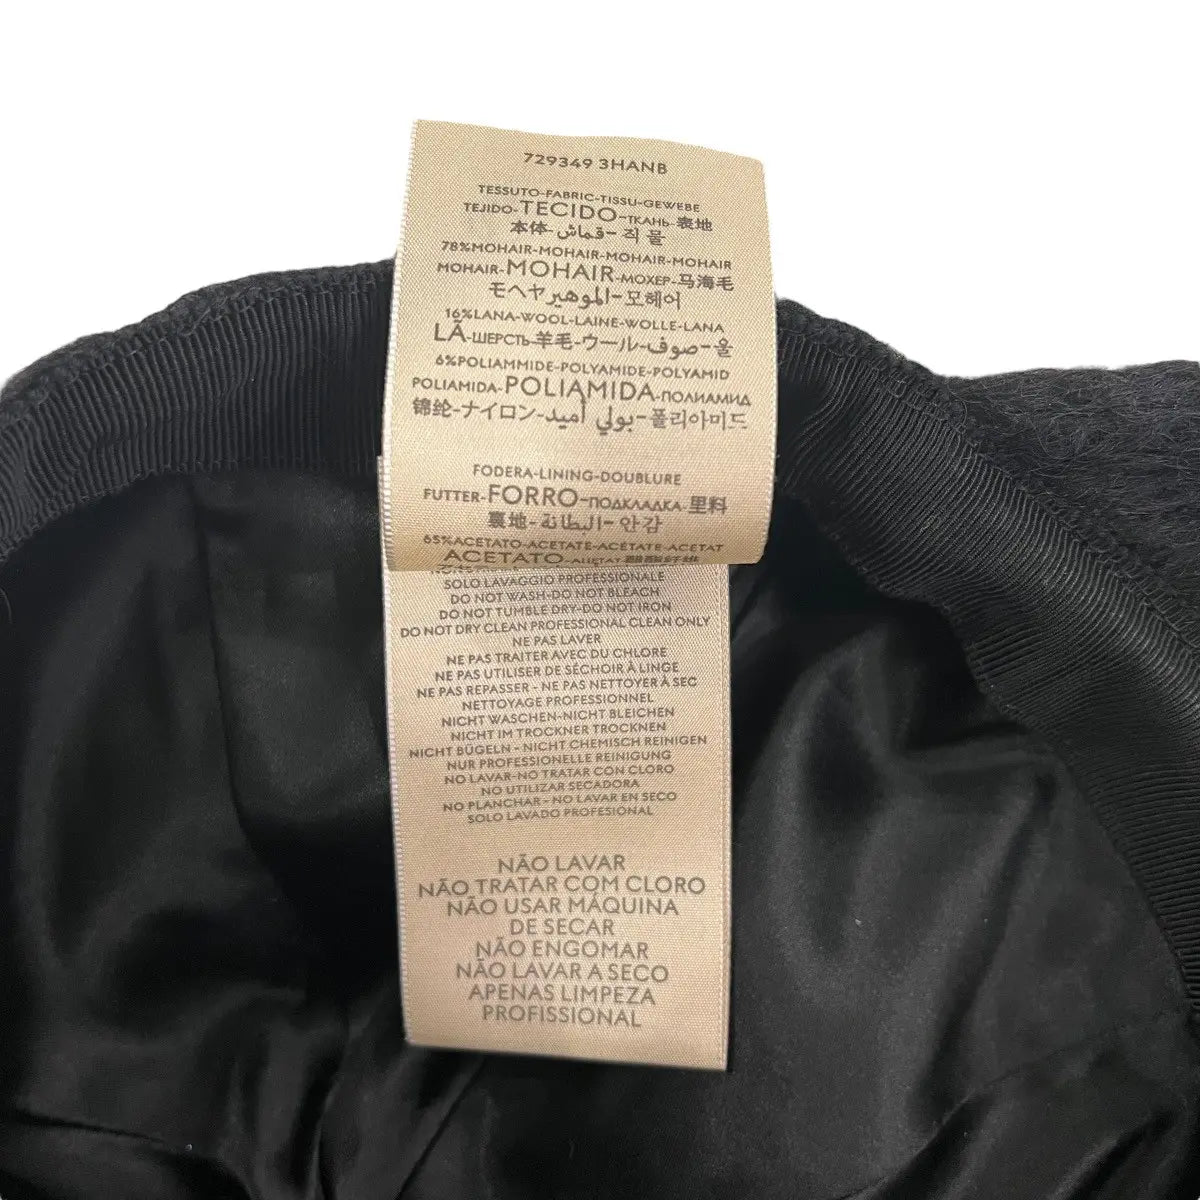 729349 3HANB
TESSUTO-FABRIC-TISSU-GEWEBE
TEJIDO-TECIDO-ТКАНЬ-表地
本体-قماش-직물
78%MOHAIR-MOHAIR-MOHAIR-MOHAIR
MOHAIR-MOHAIR-МОХЕР-马海毛
モヘヤ-الموهير-모헤어
16%LANA-WOOL-LAINE-WOLLE-LANA
LÃ-ШЕРСТЬ-羊毛-ウール-صوف-울
6%POLIAMMIDE-POLYAMIDE-POLYAMID
POLIAMIDA-POLIAMIDA-ПОЛИАМИД
锦纶-ナイロン-بولي أميد-폴리아미드
FODERA-LINING-DOUBLURE
FUTTER-FORRO-ПОДКЛАДКА-里料
裏地-البطانة-안감
65%ACETATO-ACETATE-ACETATE-ACETAT
ACETATO-АЦЕТАТ
SOLO LAVAGGIO PROFESSIONALE
DO NOT WASH-DO NOT BLEACH
DO NOT TUMBLE DRY-DO NOT IRON
DO NOT DRY CLEAN PROFESSIONAL CLEAN ONLY
NE PAS LAVER
NE PAS TRAITER AVEC DU CHLORE
NE PAS UTILISER DE SÉCHOIR À LINGE
NE PAS REPASSER - NE PAS NETTOYER À SEC
NETTOYAGE PROFESSIONNEL
NICHT WASCHEN-NICHT BLEICHEN
NICHT IM TROCKNER TROCKNEN
NICHT BÜGELN - NICHT CHEMISCH REINIGEN
NUR PROFESSIONELLE REINIGUNG
NO LAVAR-NO TRATAR CON CLORO
NO UTILIZAR SECADORA
NO PLANCHAR - NO LAVAR EN SECO
SOLO LAVADO PROFESIONAL
NÃO LAVAR
NÃO TRATAR COM CLORO
NÃO USAR MÁQUINA
DE SECAR
NÃO ENGOMAR
NÃO LAVAR A SECO
APENAS LIMPEZA
PROFISSIONAL